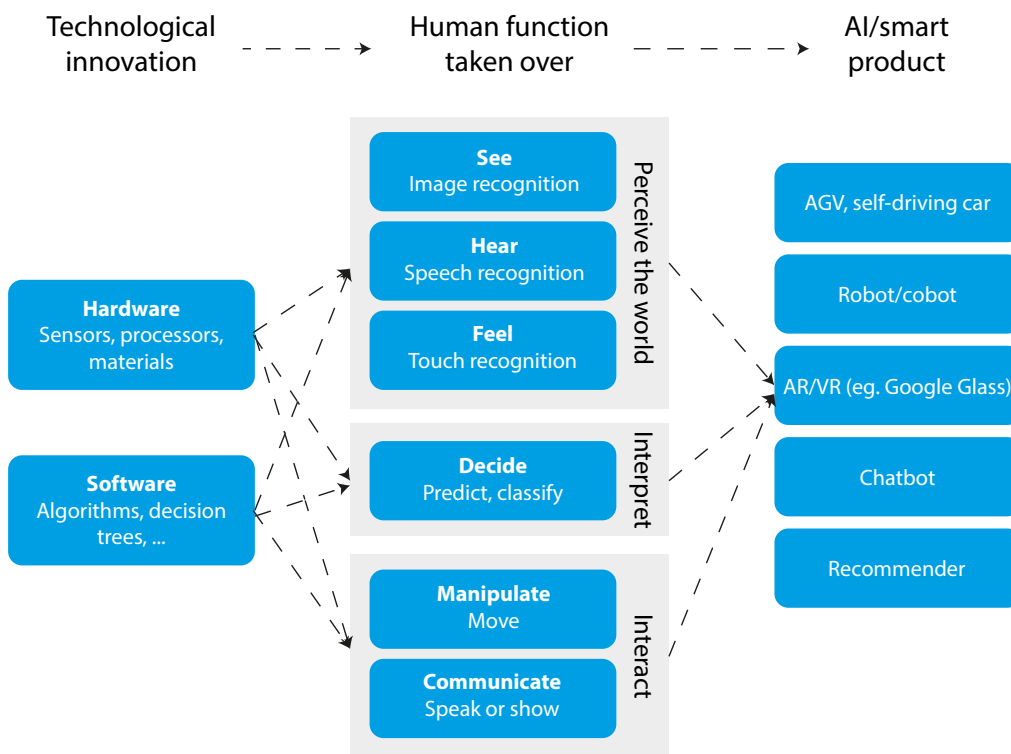 Technological
innovation
Human function
taken over
AI/smart
product
Hardware
Sensors, processors,
materials
Software
Algorithms, decision
trees, ...
See
Image recognition
Hear
Speech recognition
Feel
Touch recognition
Perceive the world
Decide
Predict, classify
Interpret
Manipulate
Move
Communicate
Speak or show
Interact
AGV, self-driving car
Robot/cobot
AR/VR (eg. Google Glass)
Chatbot
Recommender